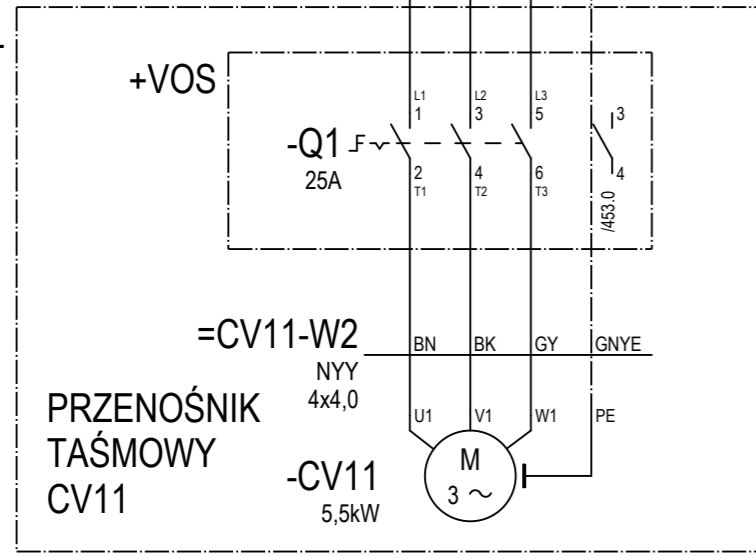 +VOS
L1 L2 L3
1 3 5 3
-Q1
25A
2 4 6 4
T1 T2 T3
/453.0
=CV11-W2
BN BK GY GNYE
NYY
4x4,0
U1 V1 W1 PE
PRZENOŚNIK
TAŚMOWY
CV11
M
3 ~
-CV11
5,5kW